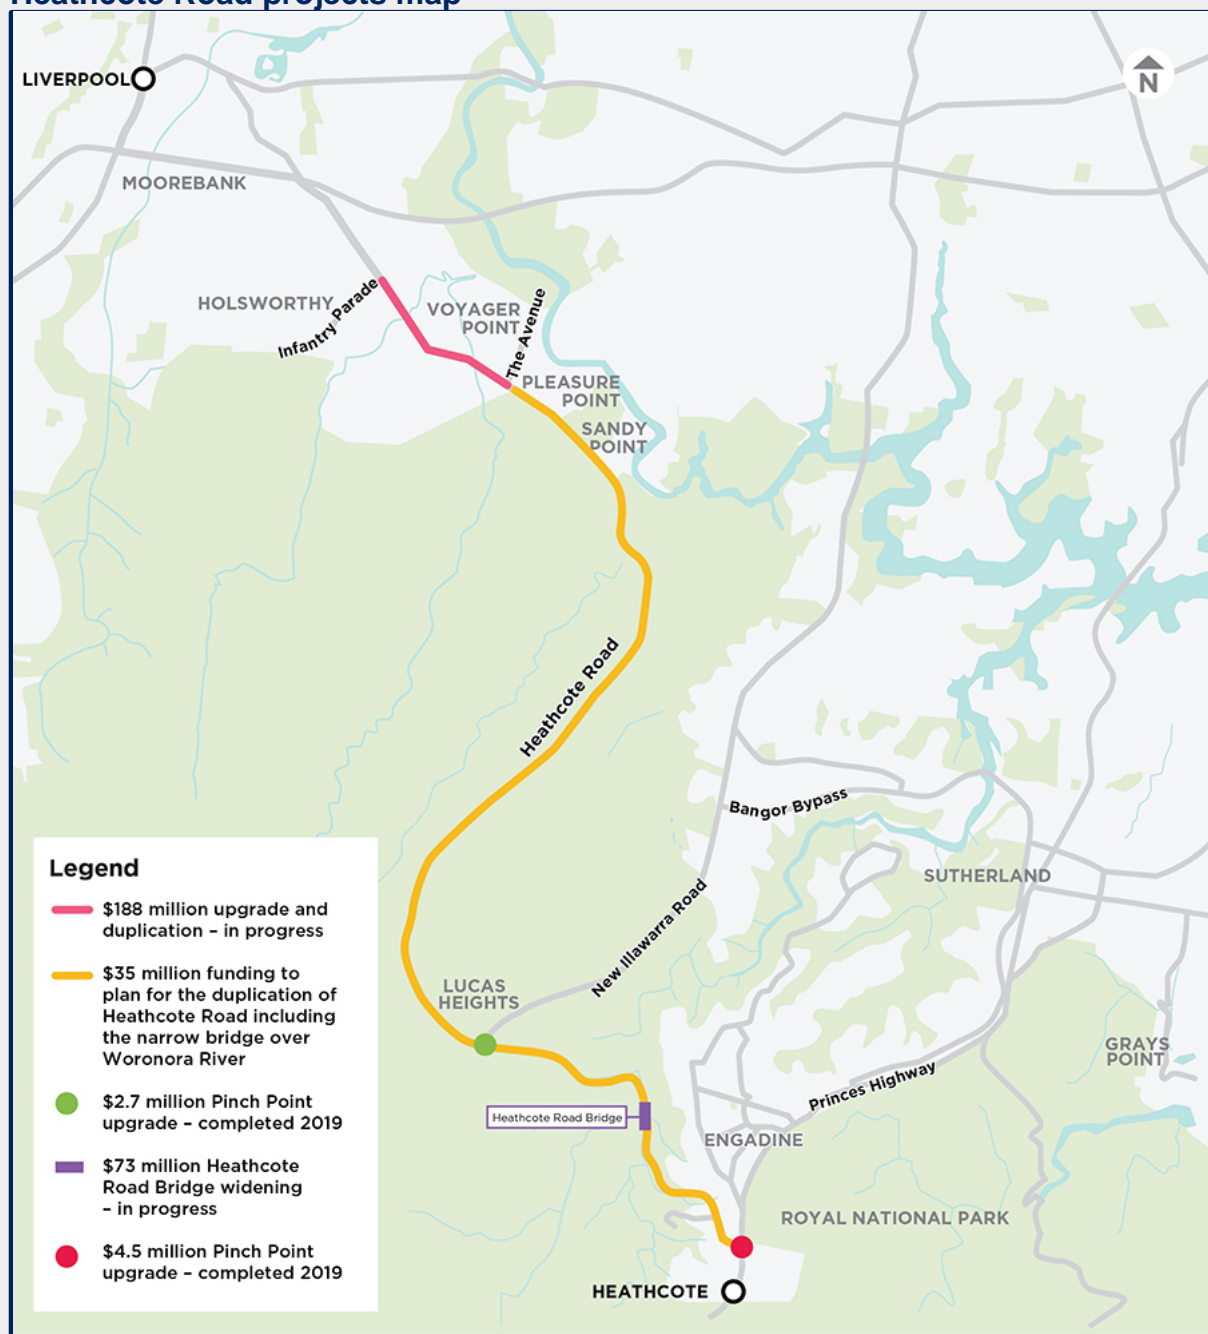 Heathcote Road projects map
LIVERPOOL
N
MOOREBANK
HOLSWORTHY
Infantry Parade
VOYAGER
POINT
The Avenue
PLEASURE
POINT
SANDY
POINT
Heathcote Road
Bangor Bypass
SUTHERLAND
New Illawarra Road
LUCAS
HEIGHTS
GRAYS
POINT
Princes Highway
Heathcote Road Bridge
ENGADINE
ROYAL NATIONAL PARK
HEATHCOTE
Legend
$188 million upgrade and
duplication – in progress
$35 million funding to
plan for the duplication of
Heathcote Road including
the narrow bridge over
Woronora River
$2.7 million Pinch Point
upgrade – completed 2019
$73 million Heathcote
Road Bridge widening
– in progress
$4.5 million Pinch Point
upgrade – completed 2019